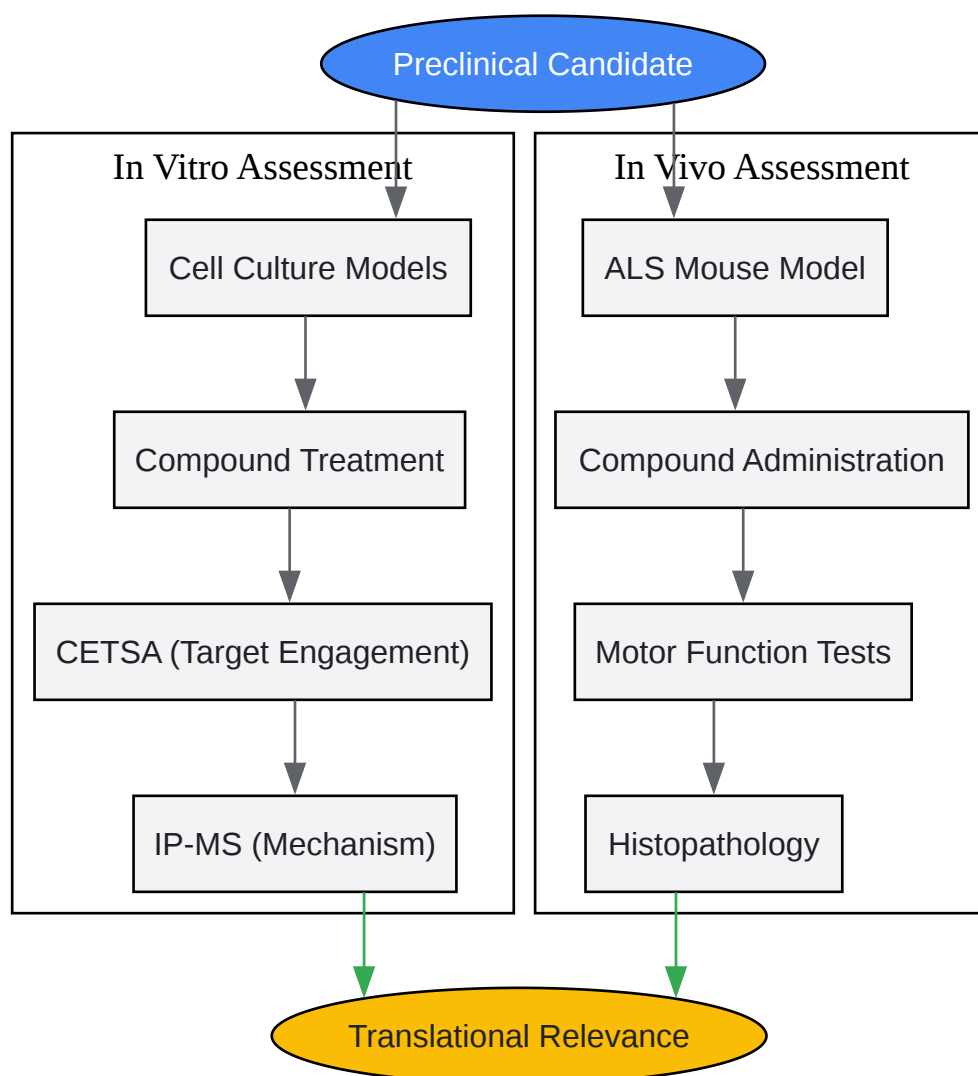 Preclinical Candidate
In Vitro Assessment
Cell Culture Models
Compound Treatment
CETSA (Target Engagement)
IP-MS (Mechanism)
In Vivo Assessment
ALS Mouse Model
Compound Administration
Motor Function Tests
Histopathology
Translational Relevance